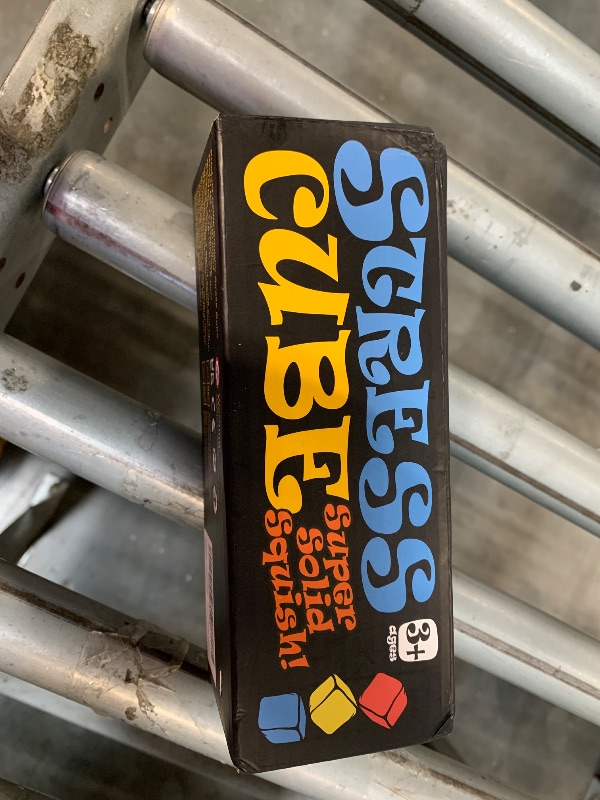 STRESS
CUBE
Super
Solid
Squish!
3+
ages